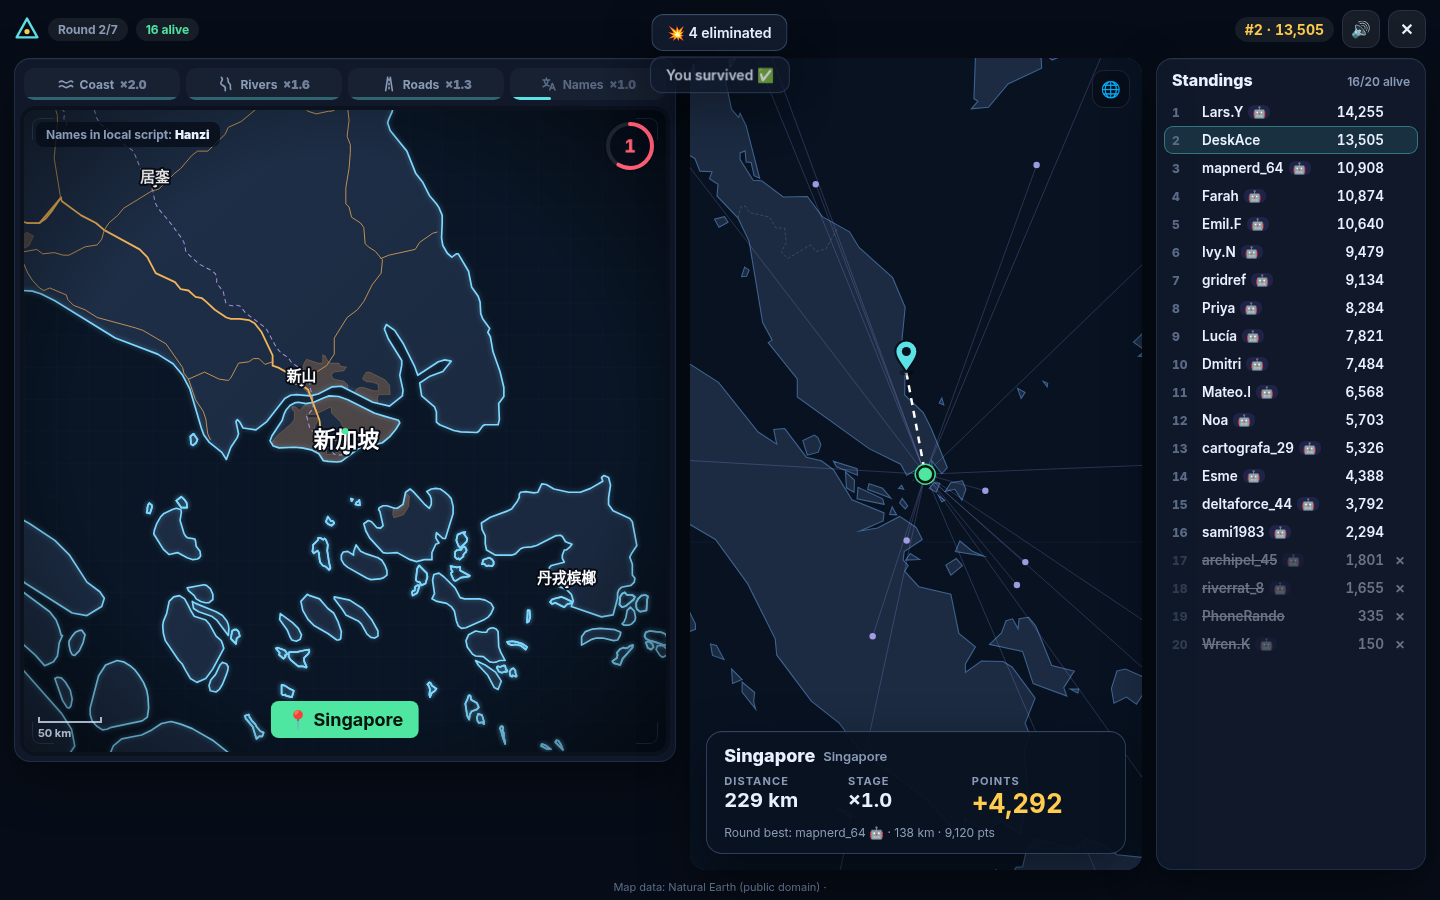 Round 2/7
16 alive
💥 4 eliminated
#2 · 13,505
You survived ✅
Coast ×2.0
Rivers ×1.6
Roads ×1.3
Names ×1.0
Names in local script: Hanzi
1
居銮
新山
新加坡
丹戎槟榔
50 km
📍 Singapore
Singapore Singapore
DISTANCE STAGE POINTS
229 km ×1.0 +4,292
Round best: mapnerd_64 🤖 · 138 km · 9,120 pts
Standings 16/20 alive
1 Lars.Y 🤖 14,255
2 DeskAce 13,505
3 mapnerd_64 🤖 10,908
4 Farah 🤖 10,874
5 Emil.F 🤖 10,640
6 Ivy.N 🤖 9,479
7 gridref 🤖 9,134
8 Priya 🤖 8,284
9 Lucía 🤖 7,821
10 Dmitri 🤖 7,484
11 Mateo.I 🤖 6,568
12 Noa 🤖 5,703
13 cartografa_29 🤖 5,326
14 Esme 🤖 4,388
15 deltaforce_44 🤖 3,792
16 sami1983 🤖 2,294
17 archipel_45 🤖 1,801 ×
18 riverrat_8 🤖 1,655 ×
19 PhoneRando 335 ×
20 Wren.K 🤖 150 ×
Map data: Natural Earth (public domain) ·